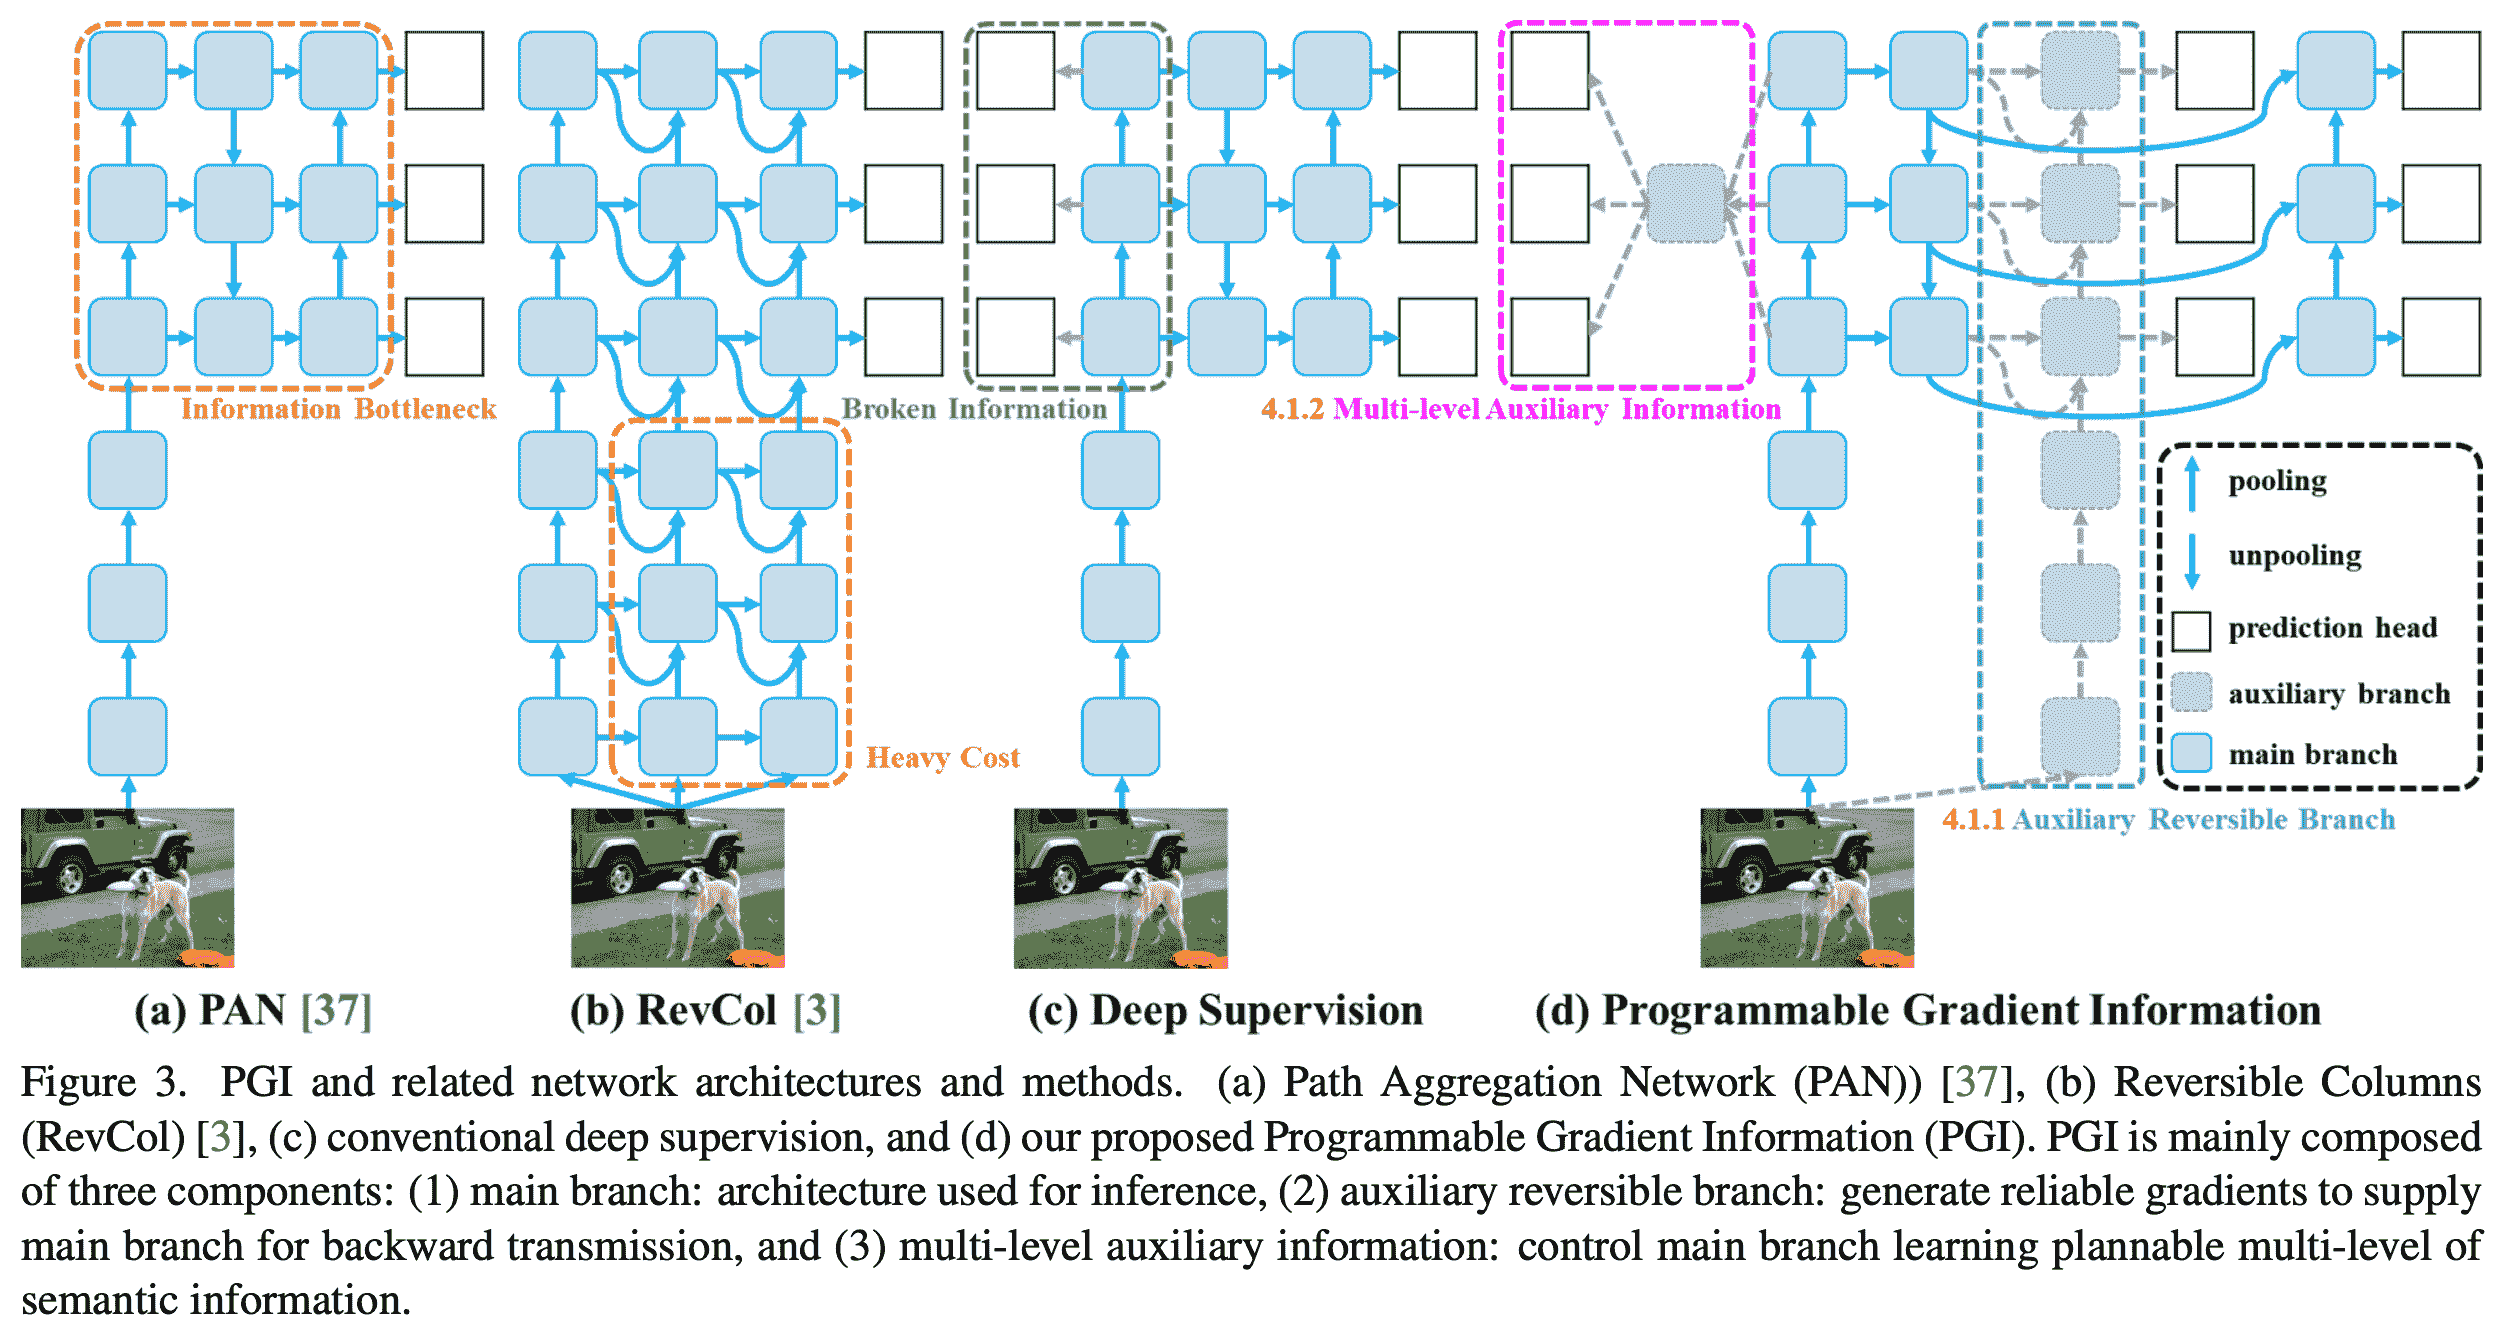 Information Bottleneck
Broken Information
4.1.2 Multi-level Auxiliary Information
Heavy Cost
pooling
unpooling
prediction head
auxiliary branch
main branch
4.1.1 Auxiliary Reversible Branch
(a) PAN [37]
(b) RevCol [3]
(c) Deep Supervision
(d) Programmable Gradient Information
Figure 3. PGI and related network architectures and methods. (a) Path Aggregation Network (PAN)) [37], (b) Reversible Columns
(RevCol) [3], (c) conventional deep supervision, and (d) our proposed Programmable Gradient Information (PGI). PGI is mainly composed
of three components: (1) main branch: architecture used for inference, (2) auxiliary reversible branch: generate reliable gradients to supply
main branch for backward transmission, and (3) multi-level auxiliary information: control main branch learning plannable multi-level of
semantic information.